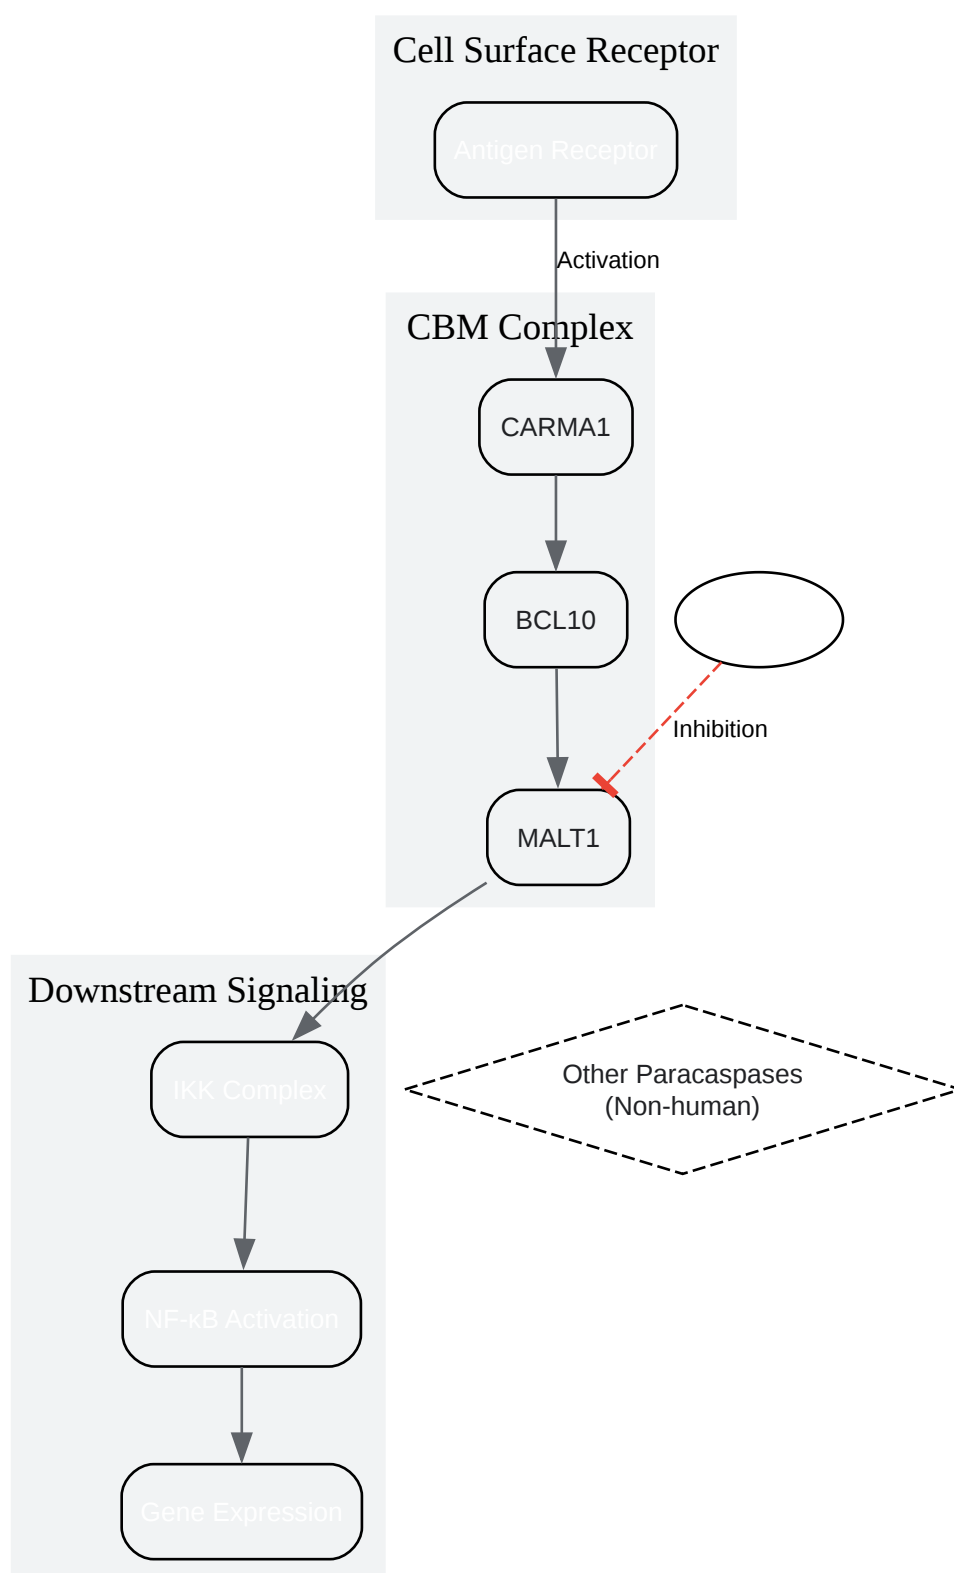 Cell Surface Receptor
Antigen Receptor
Activation
CBM Complex
CARMA1
BCL10
Inhibition
MALT1
Downstream Signaling
IKK Complex
Other Paracaspases
(Non-human)
NF-κB Activation
Gene Expression